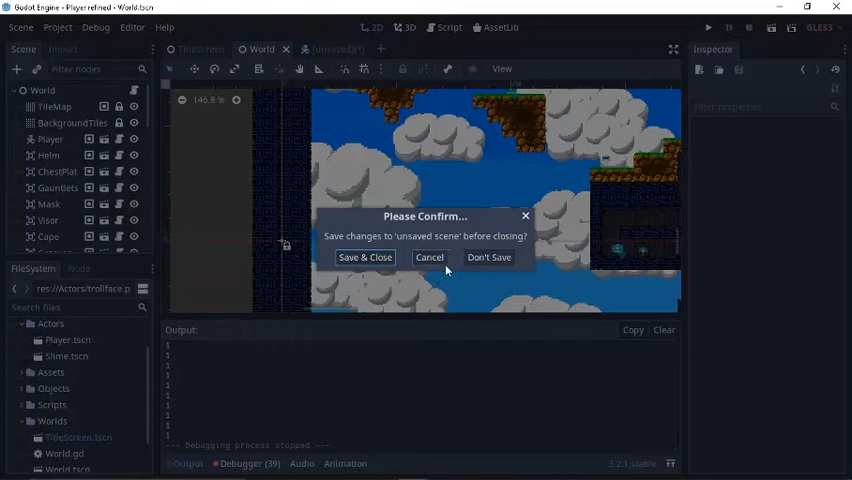 Godot Engine - Player refined - World.tscn
Scene Project Debug Editor Help
2D 3D Script AssetLib
GLES3
Scene Import
TitleScreen World [unsaved](*)
Inspector
Filter nodes
View
World
TileMap
146.8 %
Filter properties
BackgroundTiles
Player
Helm
ChestPlat
Gauntlets
Mask
Visor
Cape
Please Confirm...
Save changes to 'unsaved scene' before closing?
Save & Close Cancel Don't Save
FileSystem Node
res://Actors/trollface.p
Search files
Actors
Player.tscn
Slime.tscn
Assets
Objects
Scripts
Worlds
TitleScreen.tscn
World.gd
World.tscn
Output:
Copy Clear
1
1
1
1
1
1
1
1
--- Debugging process stopped ---
Output Debugger (39) Audio Animation
3.2.1.stable